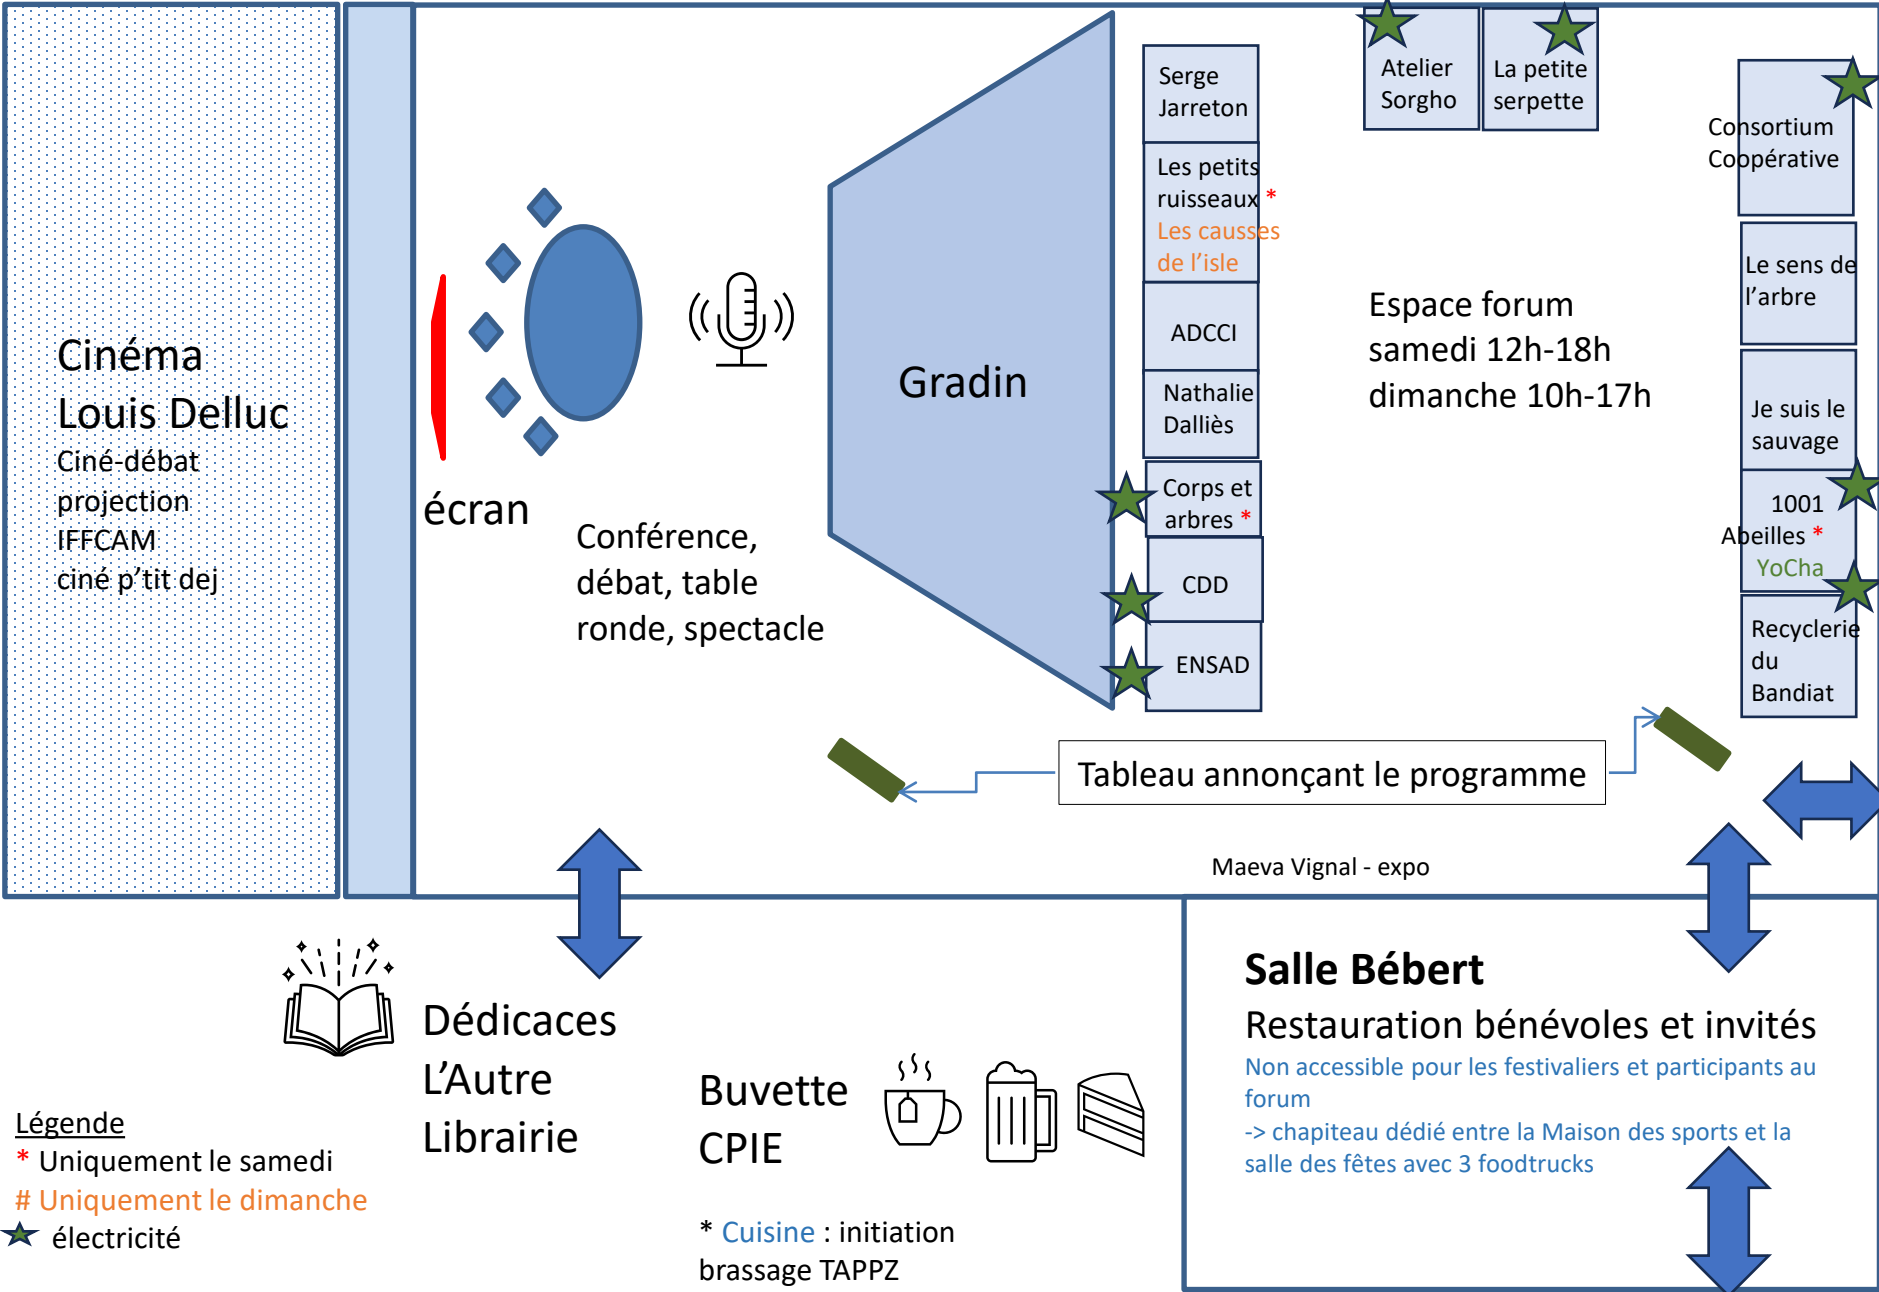 Cinéma
Louis Delluc
Ciné-débat
projection
IFFCAM
ciné p'tit dej
écran
Conférence,
débat, table
ronde, spectacle
Gradin
Serge
Jarreton
Les petits
ruisseaux *
Les causses
de l’isle
ADCCI
Nathalie
Dalliès
Corps et
arbres *
CDD
ENSAD
Atelier
Sorgho
La petite
serpette
Espace forum
samedi 12h-18h
dimanche 10h-17h
Consortium
Coopérative
Le sens de
l’arbre
Je suis le
sauvage
1001
Abeilles *
YoCha
Recyclerie
du
Bandiat
Tableau annonçant le programme
Maeva Vignal - expo
Dédicaces
L’Autre
Librairie
Buvette
CPIE
* Cuisine : initiation
brassage TAPPZ
Salle Bébert
Restauration bénévoles et invités
Non accessible pour les festivaliers et participants au
forum
-> chapiteau dédié entre la Maison des sports et la
salle des fêtes avec 3 foodtrucks
Légende
* Uniquement le samedi
# Uniquement le dimanche
électricité